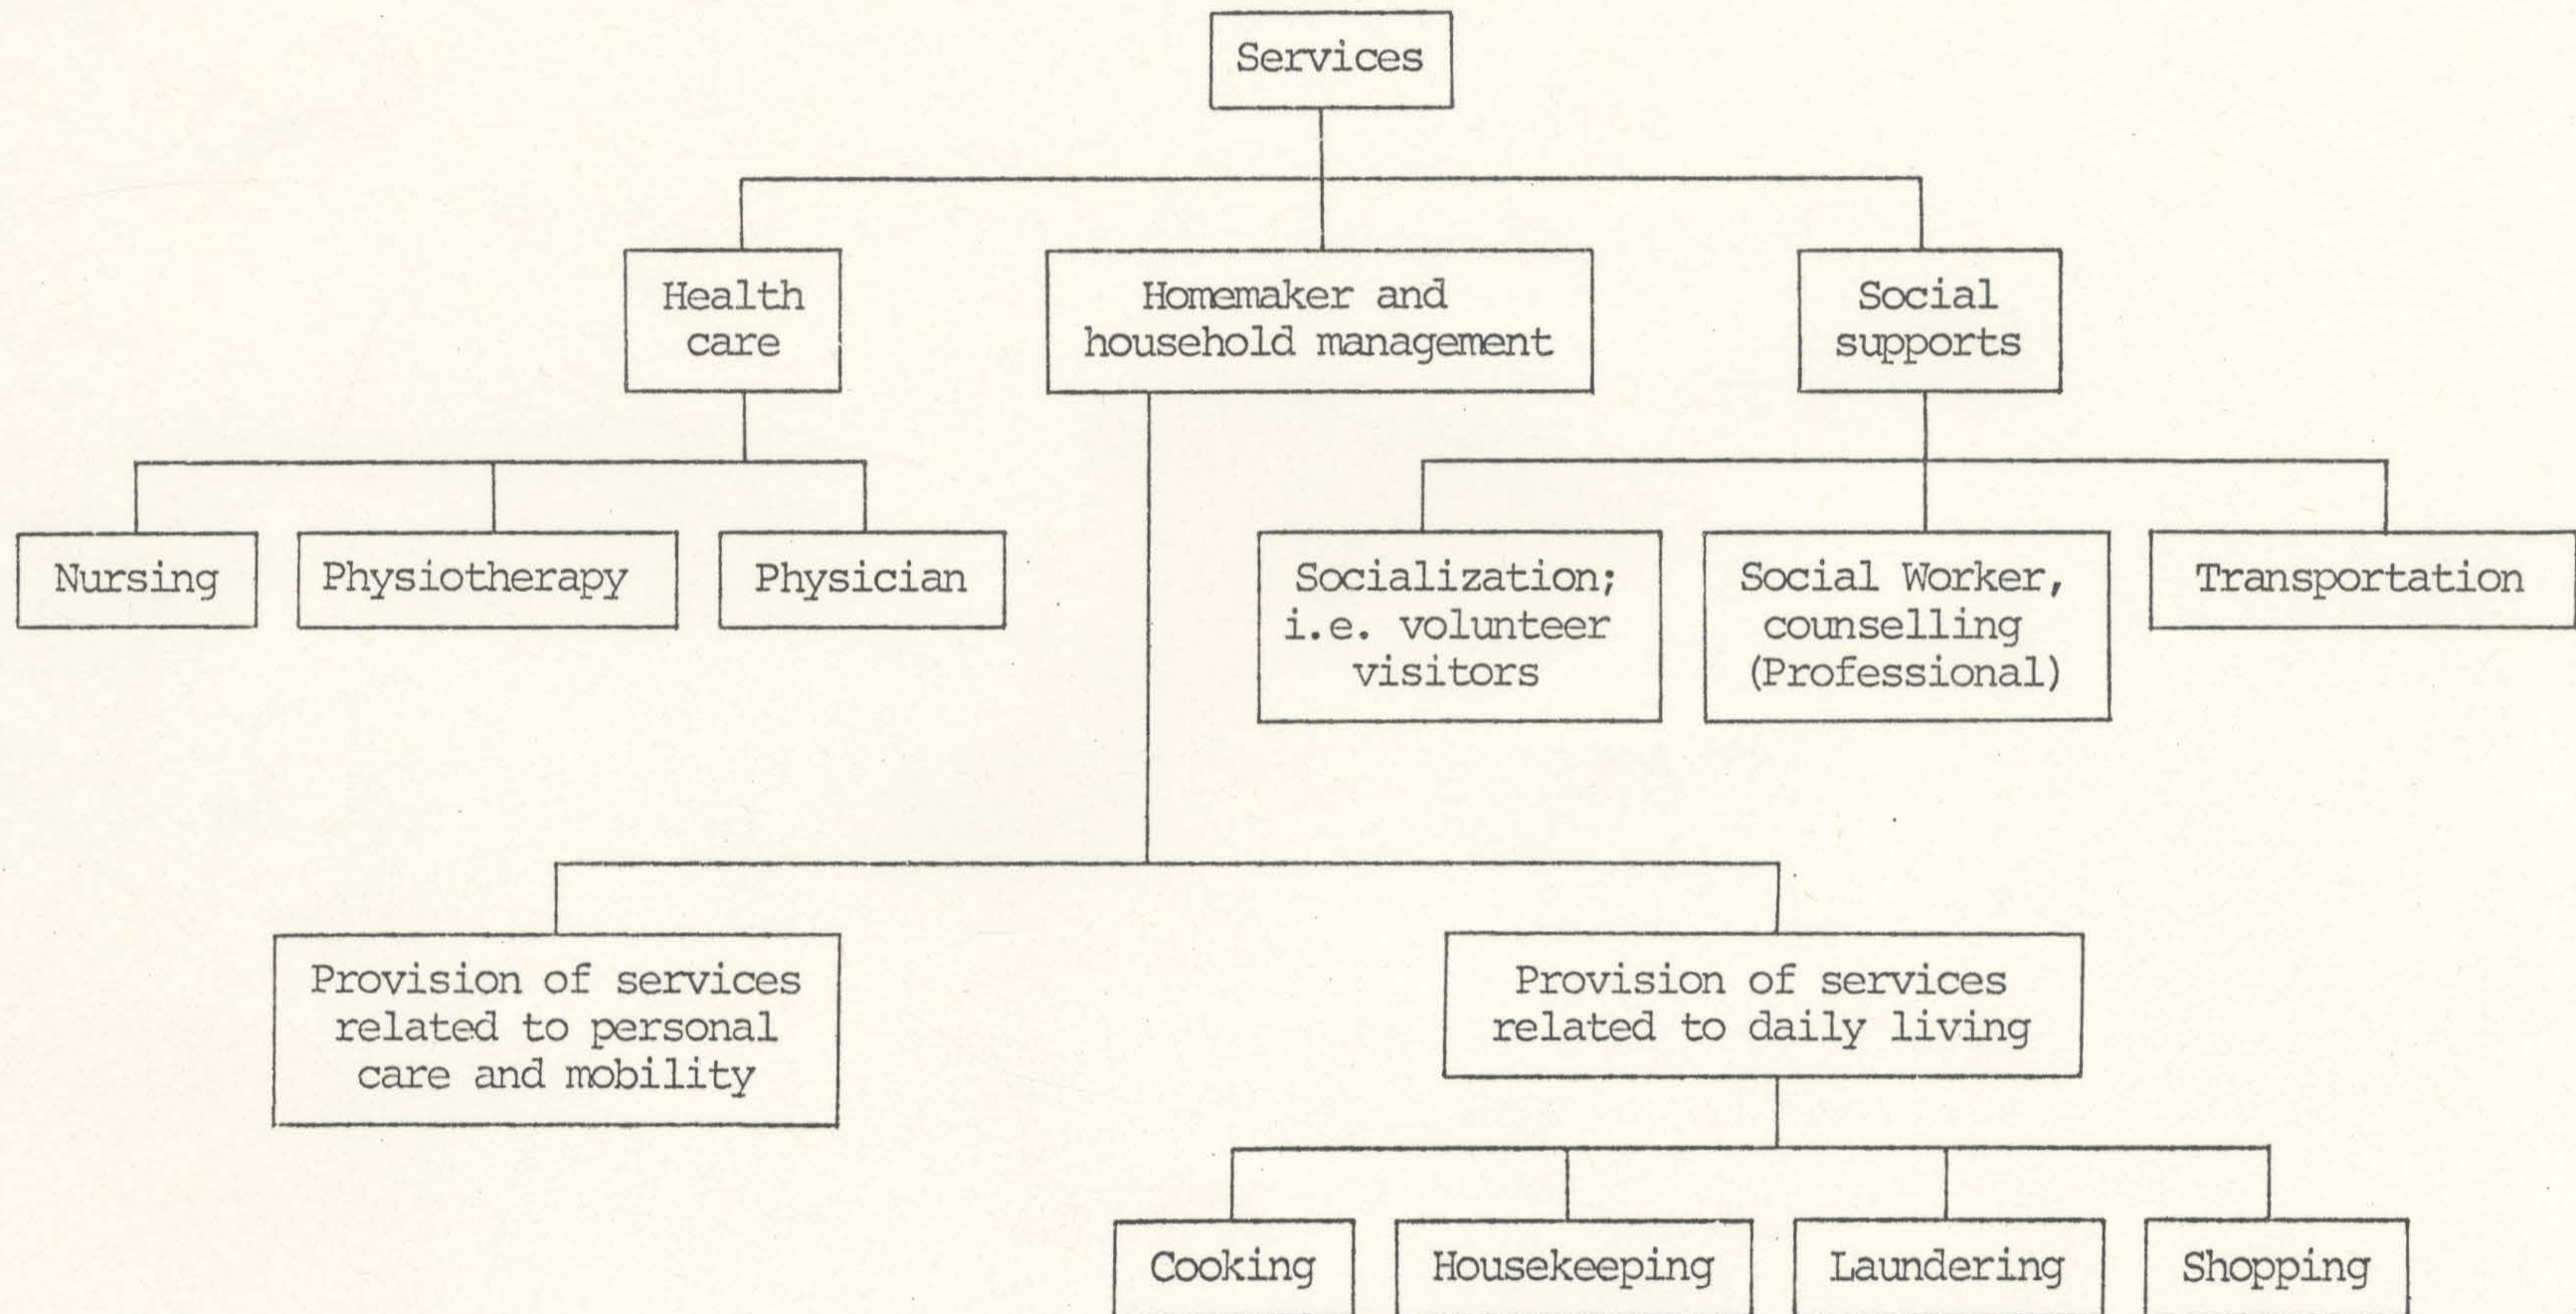 Services
Health
care
Homemaker and
household management
Social
supports
Nursing
Physiotherapy
Physician
Socialization;
i.e. volunteer
visitors
Social Worker,
counselling
(Professional)
Transportation
Provision of services
related to personal
care and mobility
Provision of services
related to daily living
Cooking
Housekeeping
Laundering
Shopping